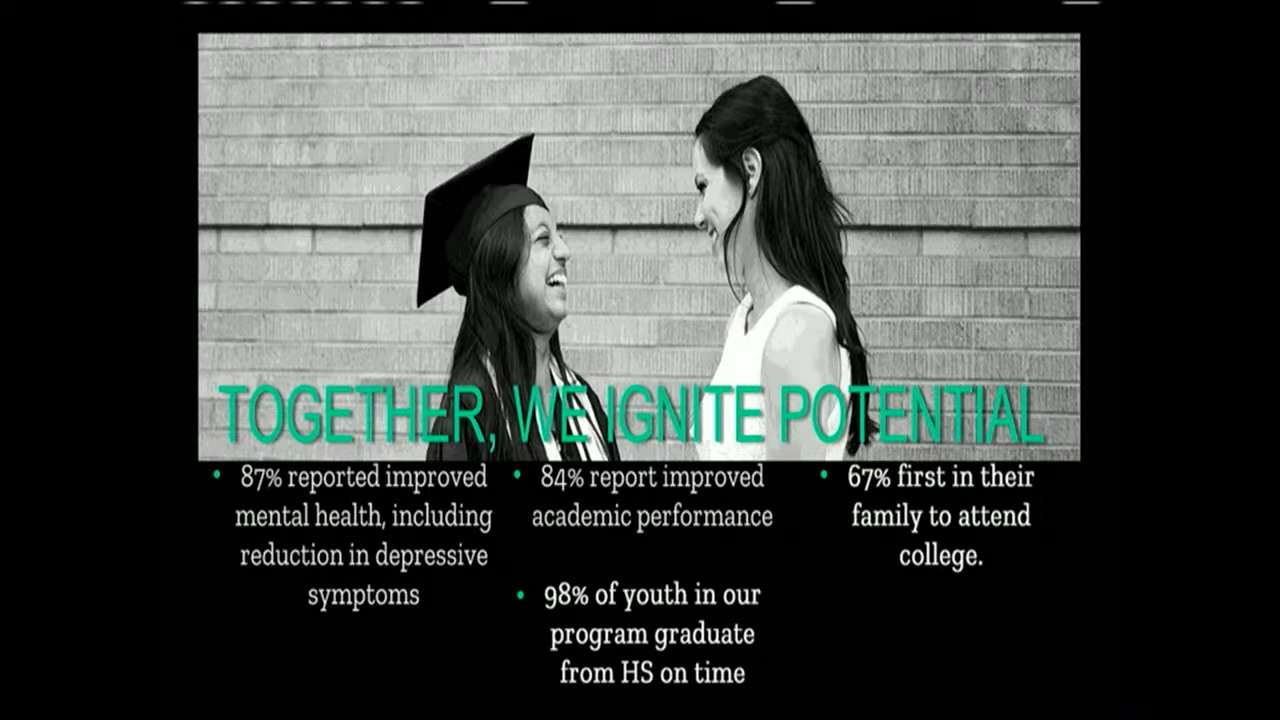 TOGETHER, WE IGNITE POTENTIAL
• 87% reported improved
mental health, including
reduction in depressive
symptoms
• 84% report improved
academic performance
• 98% of youth in our
program graduate
from HS on time
• 67% first in their
family to attend
college.